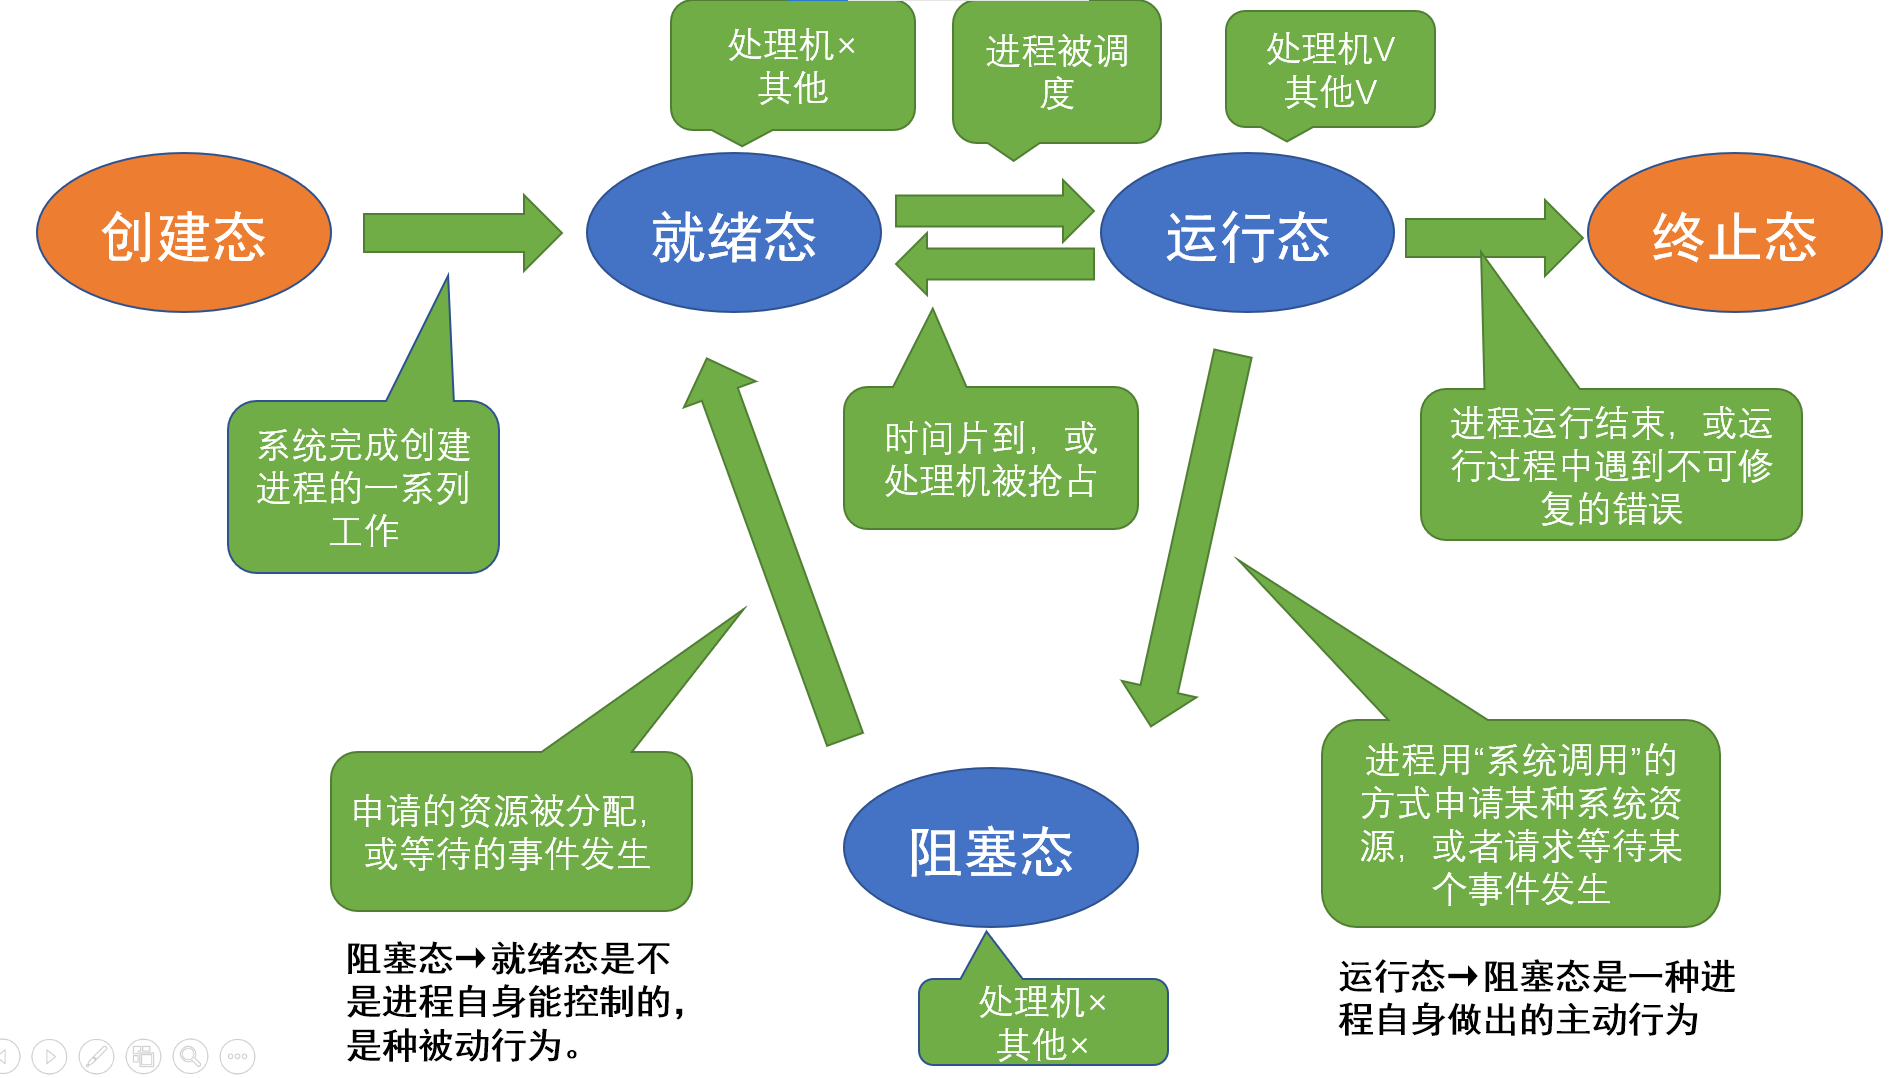 处理机×
其他
进程被调
度
处理机V
其他V
创建态
就绪态
运行态
终止态
系统完成创建
进程的一系列
工作
时间片到，或
处理机被抢占
进程运行结束，或运
行过程中遇到不可修
复的错误
申请的资源被分配，
或等待的事件发生
阻塞态
进程用“系统调用”的
方式申请某种系统资
源，或者请求等待某
个事件发生
阻塞态→就绪态是不
是进程自身能控制的，
是种被动行为。
处理机×
其他×
运行态→阻塞态是一种进
程自身做出的主动行为